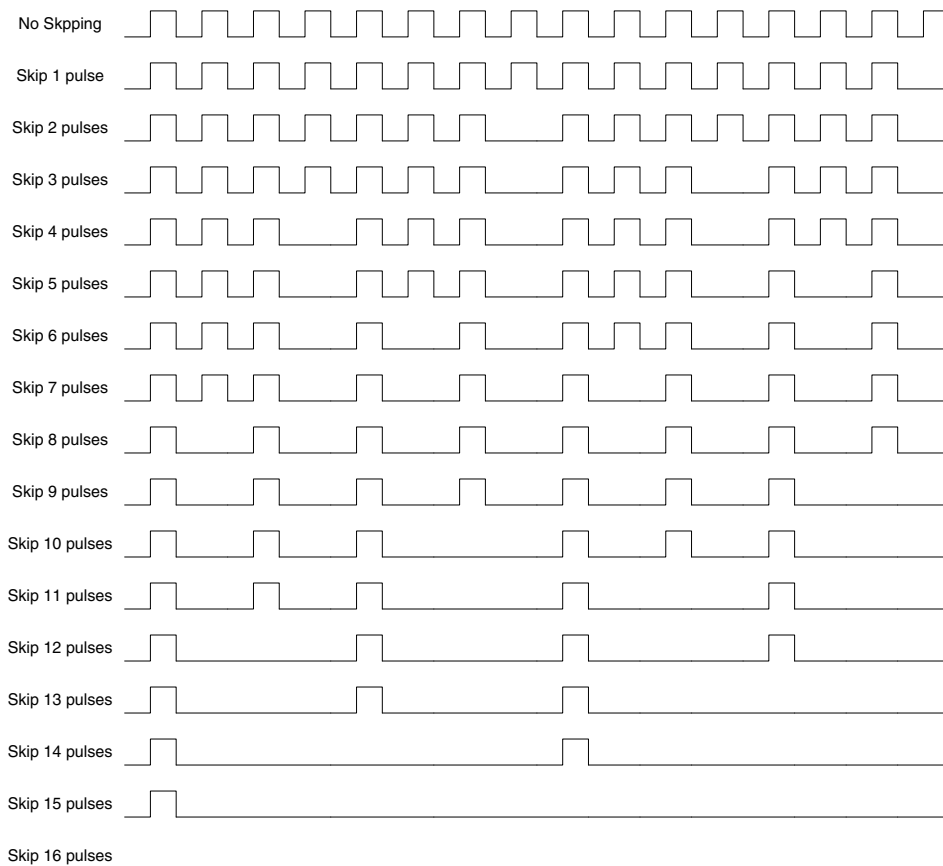 No Skpping
Skip 1 pulse
Skip 2 pulses
Skip 3 pulses
Skip 4 pulses
Skip 5 pulses
Skip 6 pulses
Skip 7 pulses
Skip 8 pulses
Skip 9 pulses
Skip 10 pulses
Skip 11 pulses
Skip 12 pulses
Skip 13 pulses
Skip 14 pulses
Skip 15 pulses
Skip 16 pulses